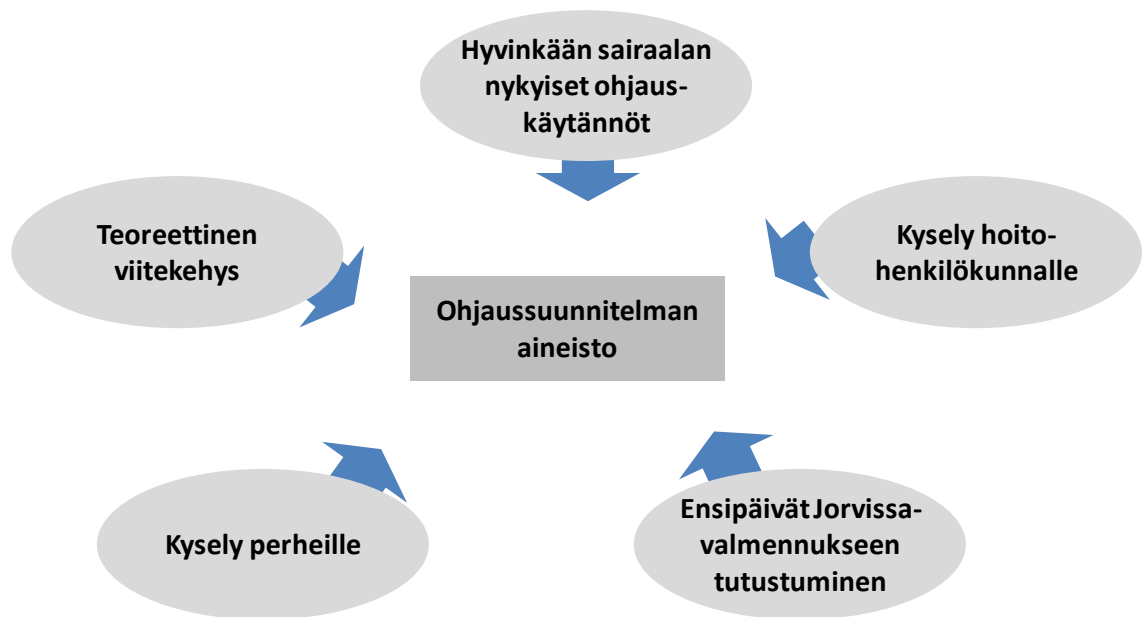 Hyvinkään sairaalan
nykyiset ohjaus-
käytännöt
Teoreettinen
viitekehys
Kysely hoito-
henkilökunnalle
Ohjaussuunnitelman
aineisto
Kysely perheille
Ensipäivät Jorvissa-
valmennukseen
tutustuminen